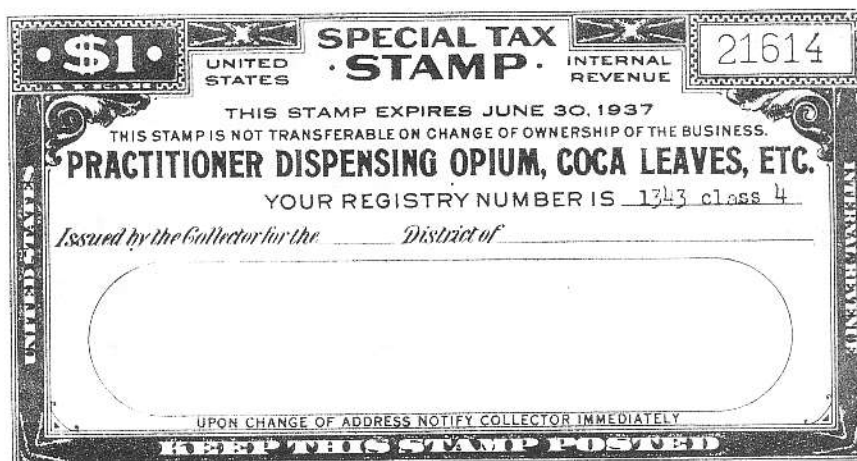 $1
A YEAR
UNITED STATES
SPECIAL TAX
· STAMP ·
INTERNAL REVENUE
21614
THIS STAMP EXPIRES JUNE 30, 1937
THIS STAMP IS NOT TRANSFERABLE ON CHANGE OF OWNERSHIP OF THE BUSINESS.
PRACTITIONER DISPENSING OPIUM, COCA LEAVES, ETC.
YOUR REGISTRY NUMBER IS 1343 class 4
Issued by the Collector for the District of
UNITED STATES
INTERNAL REVENUE
UPON CHANGE OF ADDRESS NOTIFY COLLECTOR IMMEDIATELY
KEEP THIS STAMP POSTED